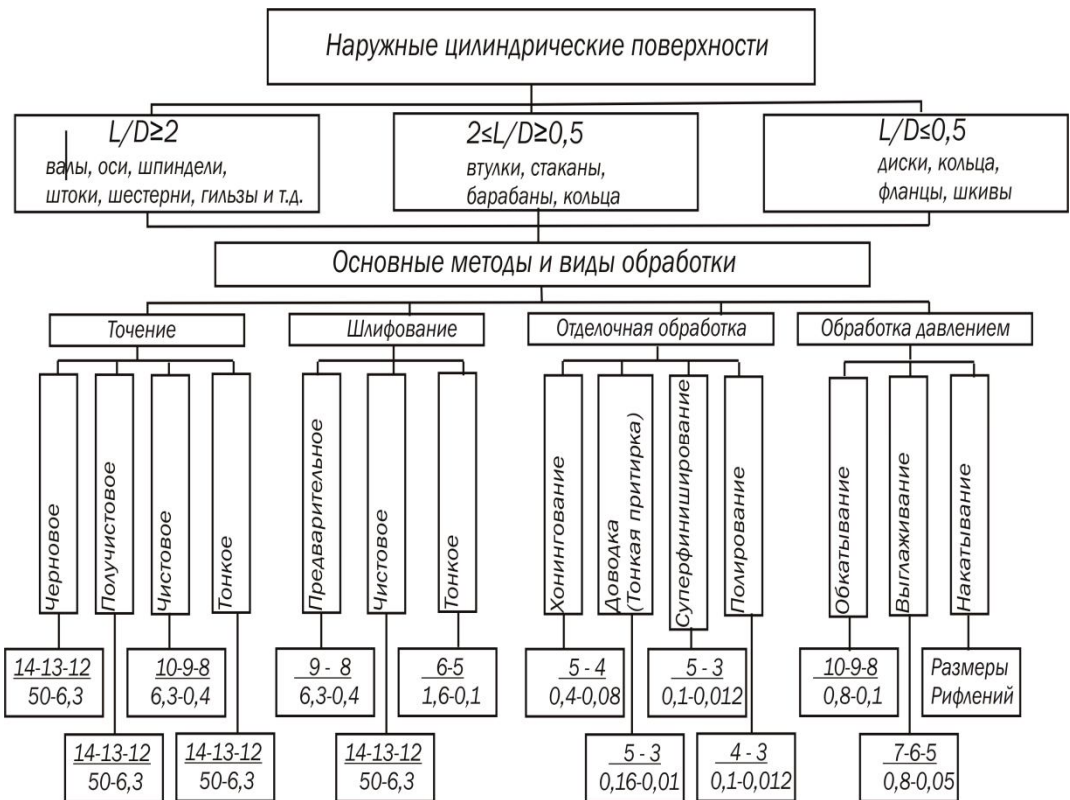 Наружные цилиндрические поверхности
L/D≥2
валы, оси, шпиндели,
штоки, шестерни, гильзы и т.д.
2≤L/D≥0,5
втулки, стаканы,
барабаны, кольца
L/D≤0,5
диски, кольца,
фланцы, шкивы
Основные методы и виды обработки
Точение
Шлифование
Отделочная обработка
Обработка давлением
Черновое
Получистовое
Чистовое
Тонкое
Предварительное
Чистовое
Тонкое
Хонингование
Доводка
(Тонкая притирка)
Суперфиниширование
Полирование
Обкатывание
Выглаживание
Накатывание
14-13-12
50-6,3
10-9-8
6,3-0,4
9 - 8
6,3-0,4
6-5
1,6-0,1
5 - 4
0,4-0,08
5 - 3
0,1-0,012
10-9-8
0,8-0,1
Размеры
Рифлений
14-13-12
50-6,3
14-13-12
50-6,3
14-13-12
50-6,3
5 - 3
0,16-0,01
4 - 3
0,1-0,012
7-6-5
0,8-0,05